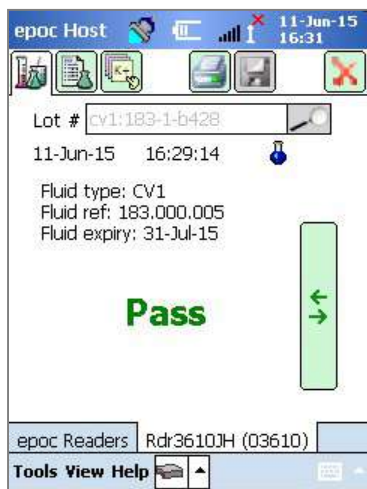 epoc Host 11-Jun-15
16:31
K+
Lot # cv1:183-1-b428
11-Jun-15 16:29:14
Fluid type: CV1
Fluid ref: 183.000.005
Fluid expiry: 31-Jul-15
Pass
epoc Readers Rdr3610JH (03610)
Tools View Help